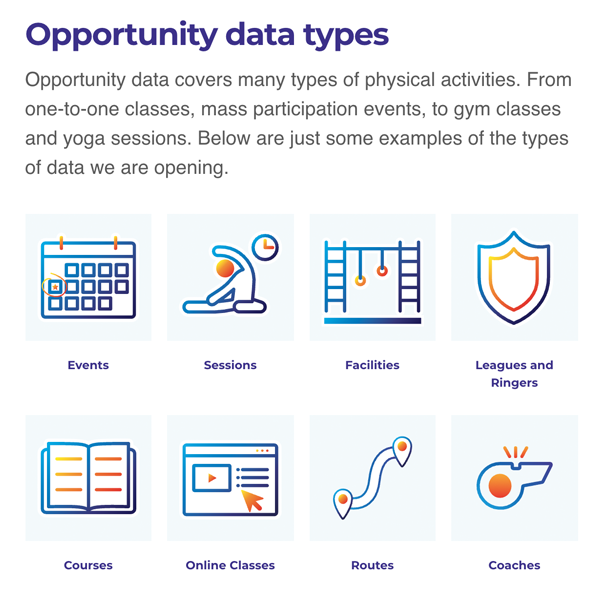 Opportunity data types
Opportunity data covers many types of physical activities. From
one-to-one classes, mass participation events, to gym classes
and yoga sessions. Below are just some examples of the types
of data we are opening.
Events
Sessions
Facilities
Leagues and
Ringers
Courses
Online Classes
Routes
Coaches